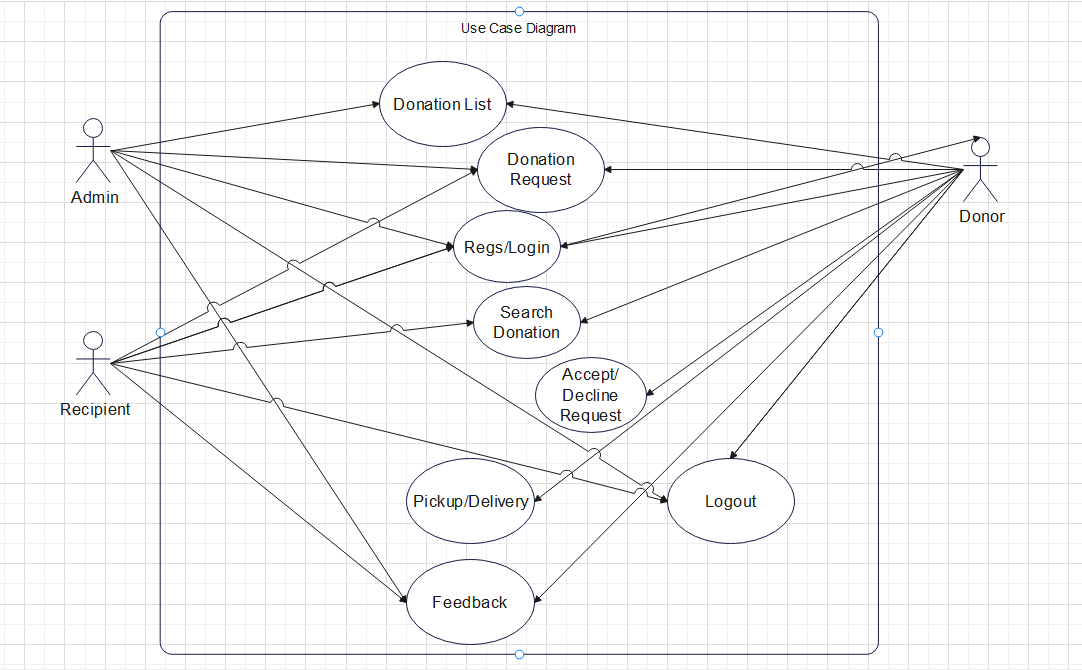 Use Case Diagram
Donation List
Donation
Request
Admin
Donor
Regs/Login
Search
Donation
Accept/
Decline
Request
Recipient
Pickup/Delivery
Logout
Feedback